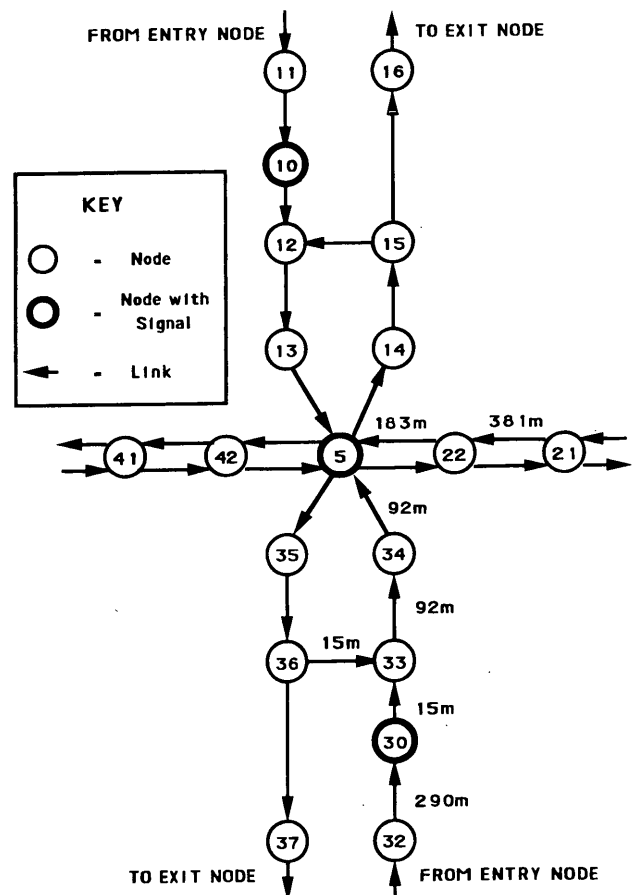 FROM ENTRY NODE
TO EXIT NODE
11
16
10
KEY
12
15
- Node
- Node with
Signal
13
14
- Link
183m
381m
41
42
5
22
21
92m
35
34
92m
15m
36
33
15m
30
290m
37
32
TO EXIT NODE
FROM ENTRY NODE